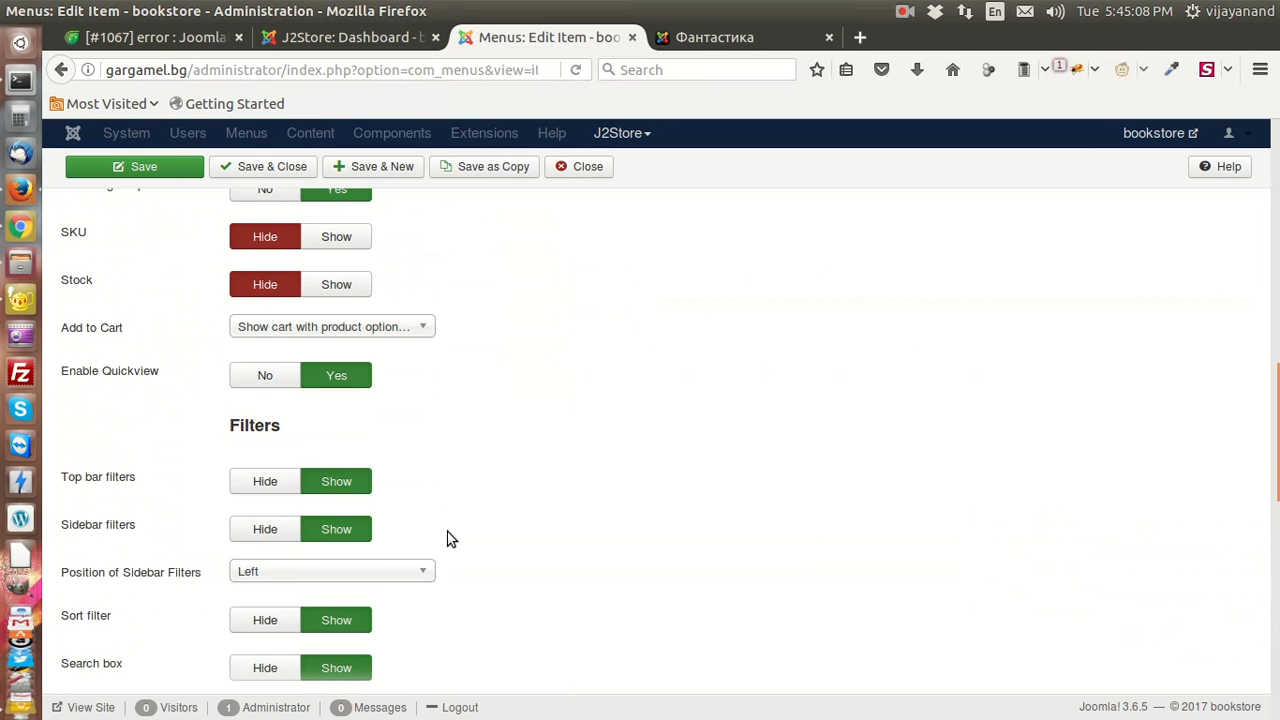 Menus: Edit Item - bookstore - Administration - Mozilla Firefox
En
Tue 5:45:08 PM
vijayanand
[#1067] error : Joomla
J2Store: Dashboard - b
Menus: Edit Item - boo
Фантастика
gargamel.bg/administrator/index.php?option=com_menus&view=it
Search
1
Most Visited
Getting Started
System
Users
Menus
Content
Components
Extensions
Help
J2Store
bookstore
Save
Save & Close
Save & New
Save as Copy
Close
Help
No
Yes
SKU
Hide
Show
Stock
Hide
Show
Add to Cart
Show cart with product option...
Enable Quickview
No
Yes
Filters
Top bar filters
Hide
Show
Sidebar filters
Hide
Show
Position of Sidebar Filters
Left
Sort filter
Hide
Show
Search box
Hide
Show
View Site
0 Visitors
1 Administrator
0 Messages
Logout
Joomla! 3.6.5 — © 2017 bookstore